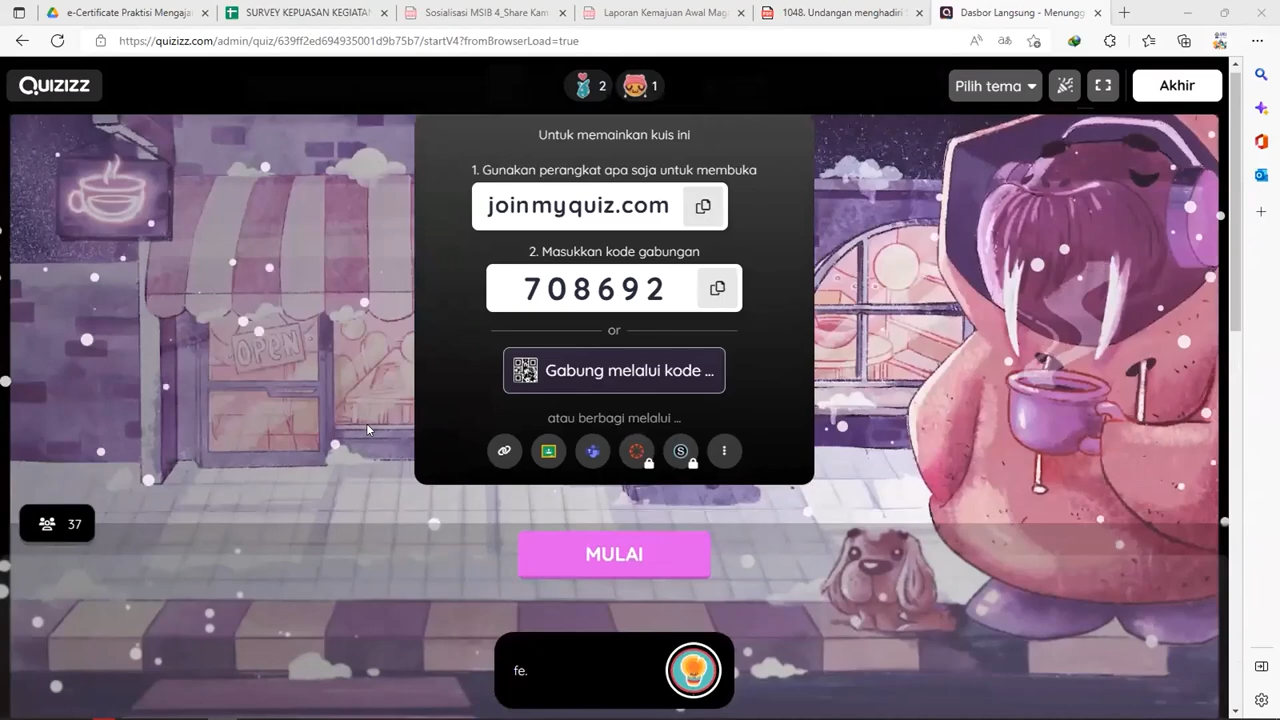 e-Certificate Praktisi Mengaja
SURVEY KEPUASAN KEGIATAN
Sosialisasi MSIB 4_Share Kam
Laporan Kemajuan Awal Mag
1048. Undangan menghadiri S
Dasbor Langsung - Menungg
https://quizizz.com/admin/quiz/639ff2ed694935001d9b75b7/startV4?fromBrowserLoad=true
QUIZIZZ
2
1
Pilih tema
Akhir
Untuk memainkan kuis ini
1. Gunakan perangkat apa saja untuk membuka
joinmyquiz.com
2. Masukkan kode gabungan
708692
or
Gabung melalui kode ...
atau berbagi melalui ...
OPEN
37
MULAI
fe.